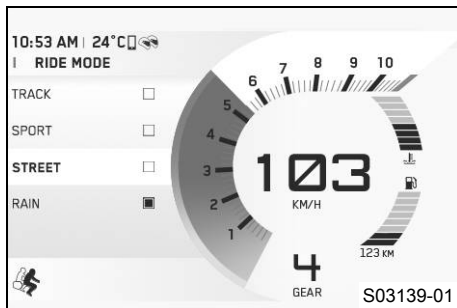 10:53 AM | 24°C
RIDE MODE
TRACK
SPORT
STREET
RAIN
1
2
3
4
5
6
7
8
9
10
103
KM/H
123 KM
4
GEAR
S03139-01